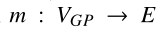 m : V_{GP} → E